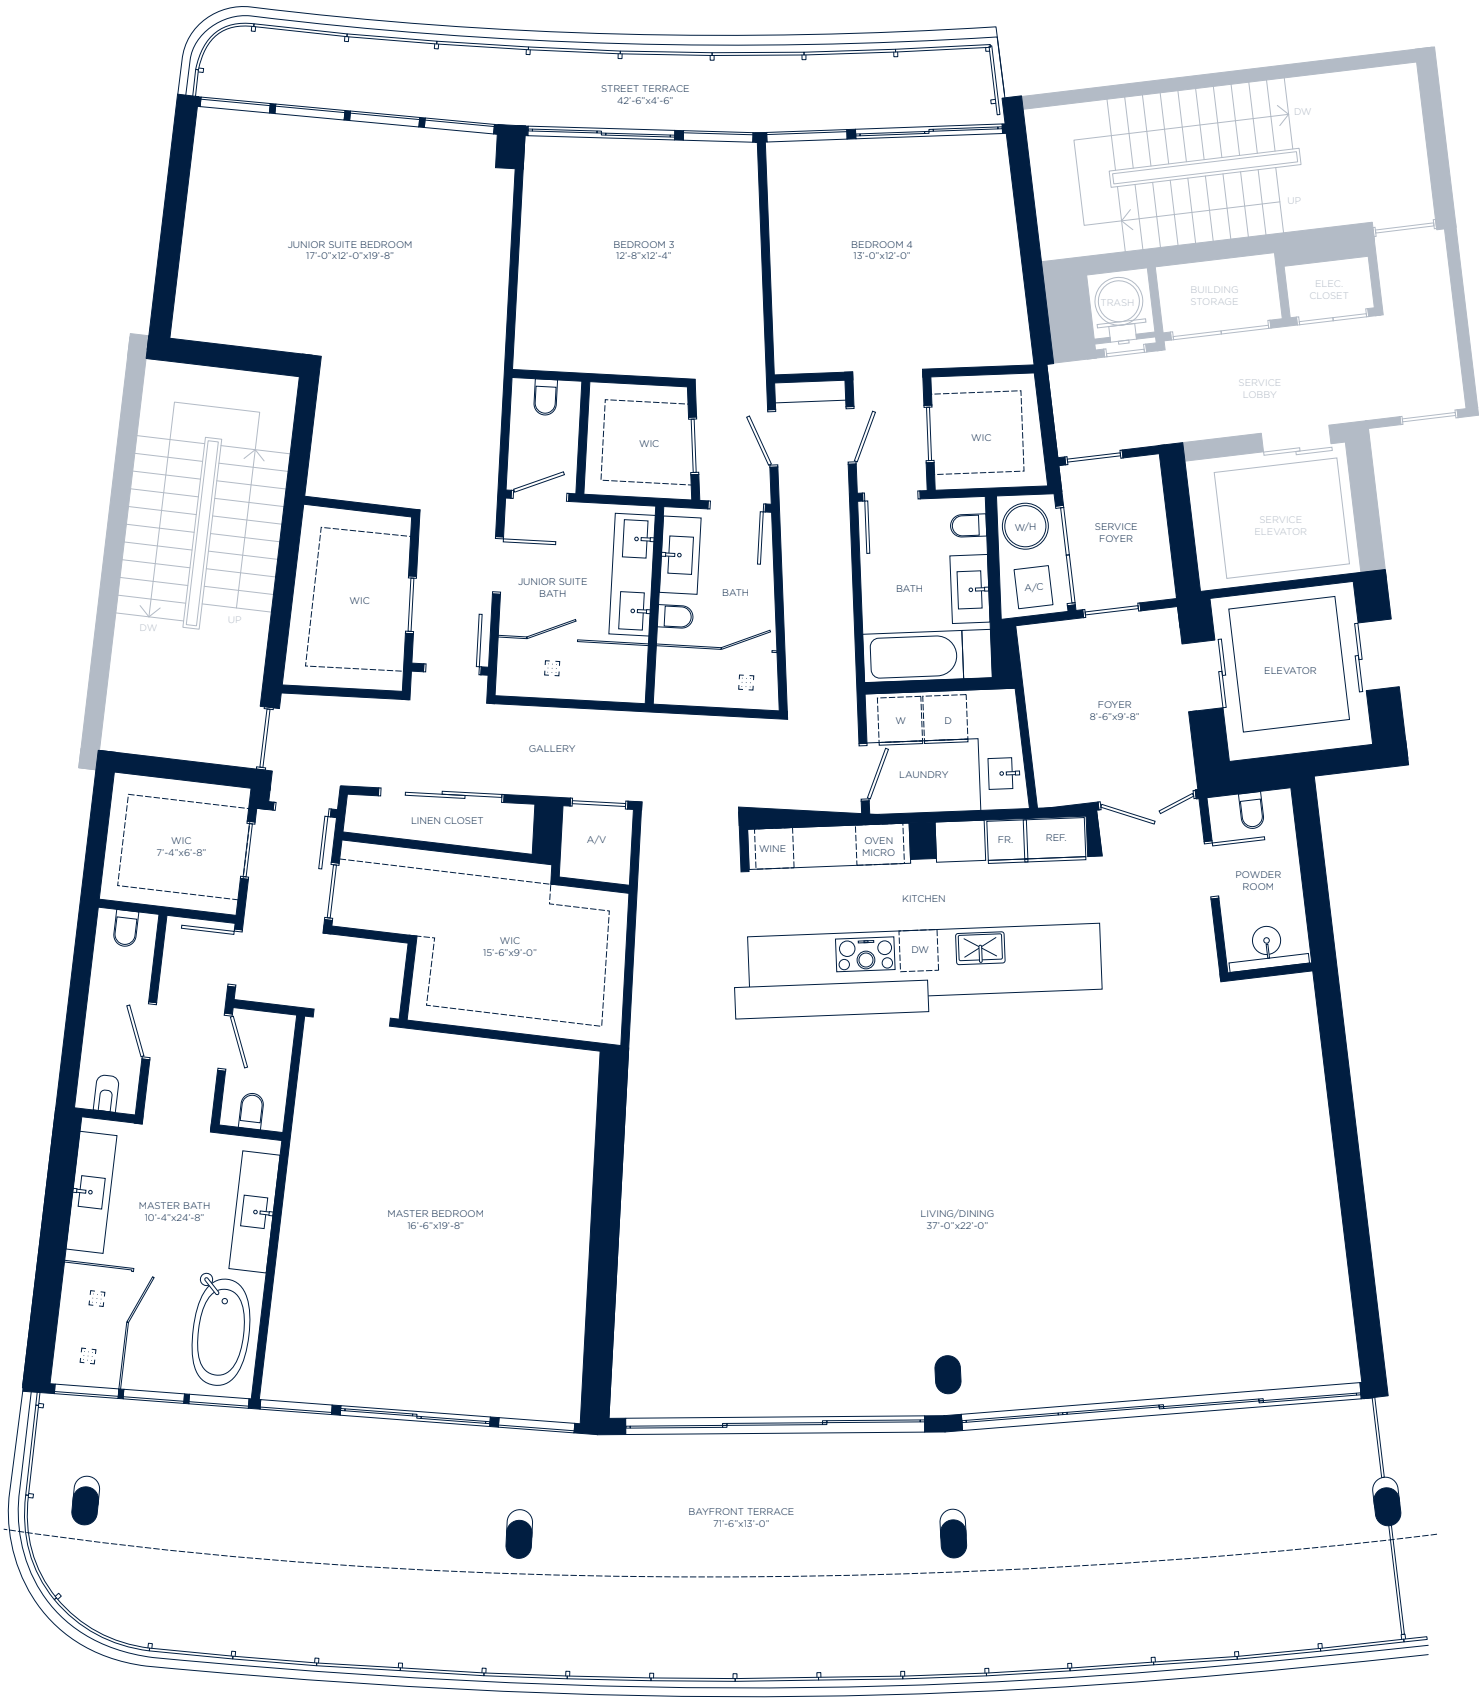 STREET TERRACE
42'-6"x4'-6"
DW
UP
JUNIOR SUITE BEDROOM
17'-0"x12'-0"x19'-8"
BEDROOM 3
12'-8"x12'-4"
BEDROOM 4
13'-0"x12'-0"
TRASH
BUILDING
STORAGE
ELEC.
CLOSET
SERVICE
LOBBY
WIC
WIC
SERVICE
ELEVATOR
W/H
SERVICE
FOYER
JUNIOR SUITE
BATH
BATH
BATH
A/C
WIC
DW
UP
ELEVATOR
FOYER
8'-6"x9'-8"
W
D
GALLERY
LAUNDRY
LINEN CLOSET
A/V
WIC
7'-4"x6'-8"
WINE
OVEN
MICRO
FR.
REF.
POWDER
ROOM
KITCHEN
WIC
15'-6"x9'-0"
DW
MASTER BATH
10'-4"x24'-8"
MASTER BEDROOM
16'-6"x19'-8"
LIVING/DINING
37'-0"x22'-0"
BAYFRONT TERRACE
71'-6"x13'-0"